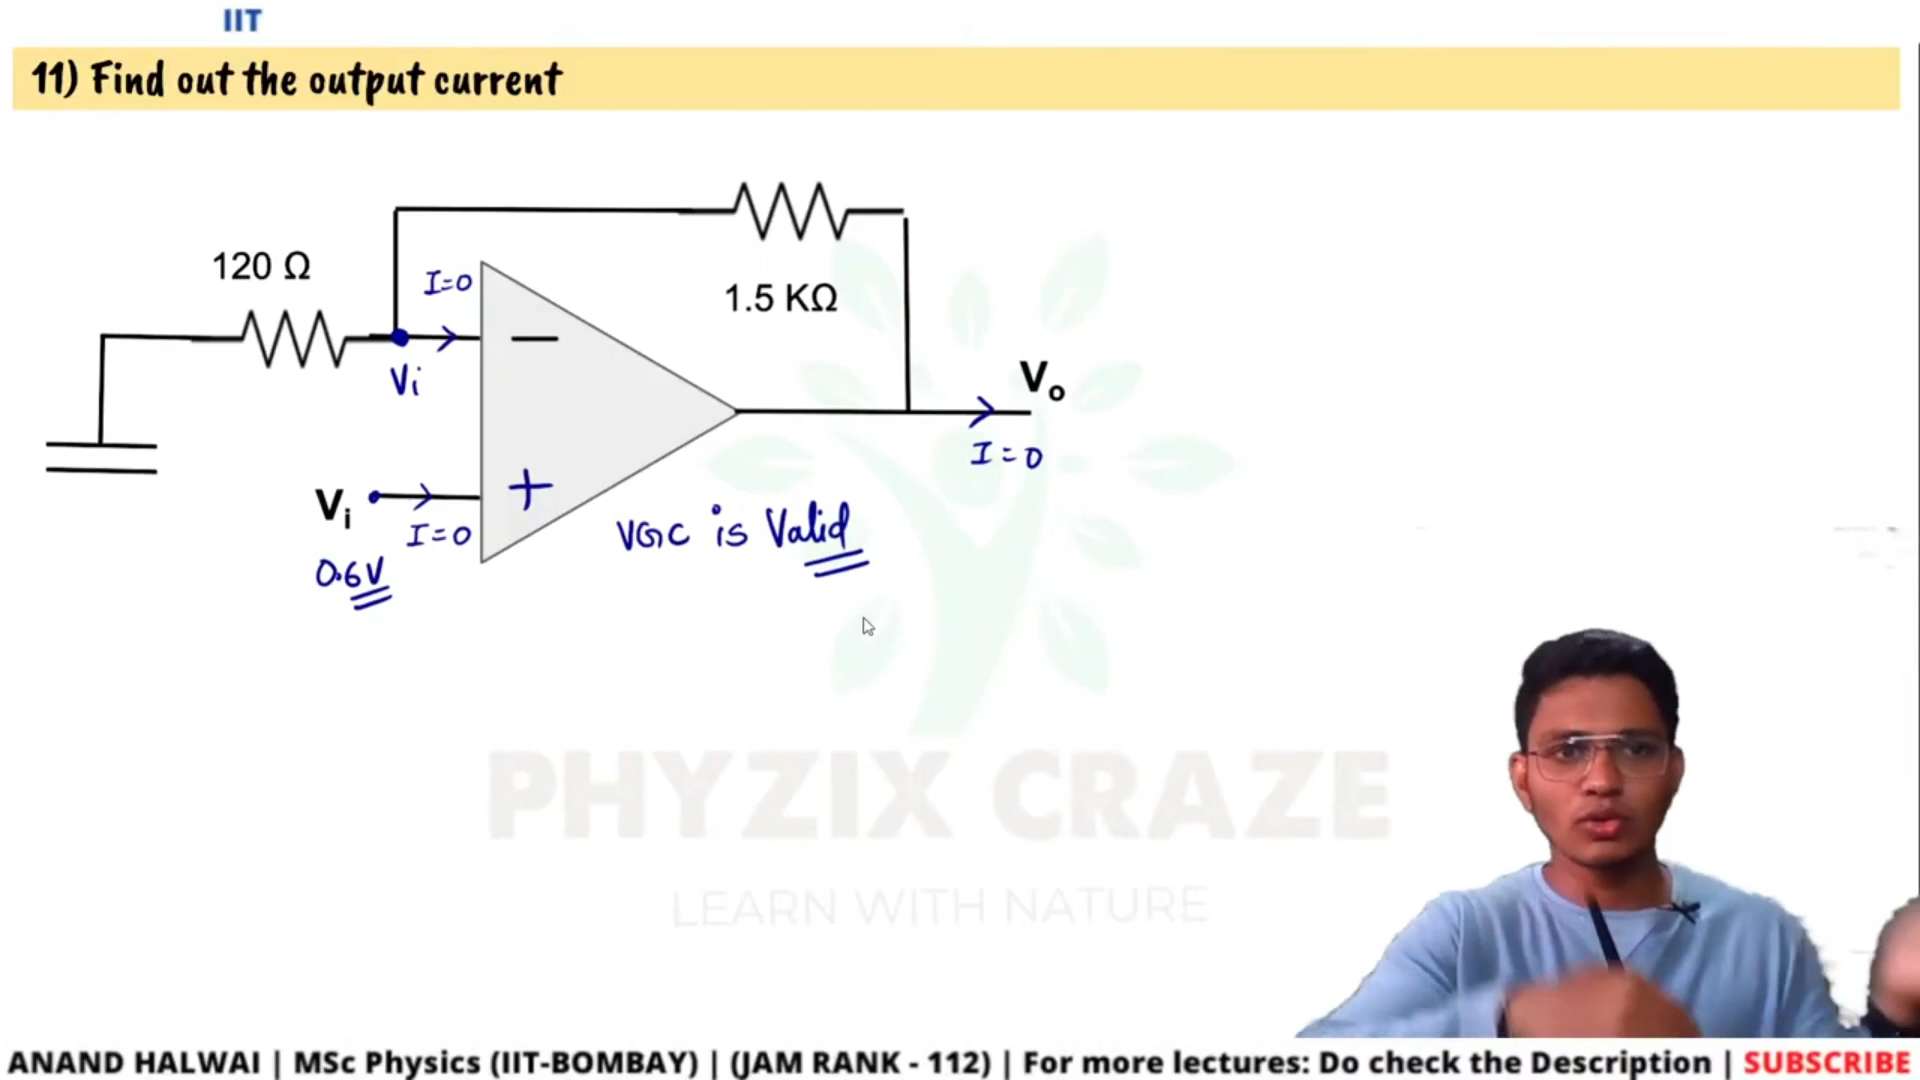 IIT
11) Find out the output current
120 Ω
I=0
1.5 KΩ
Vi
Vo
I=0
Vi
I=0
0.6V
+
VGC is Valid
PHYZIX CRAZE
LEARN WITH NATURE
ANAND HALWAI | MSc Physics (IIT-BOMBAY) | (JAM RANK - 112) | For more lectures: Do check the Description | SUBSCRIBE